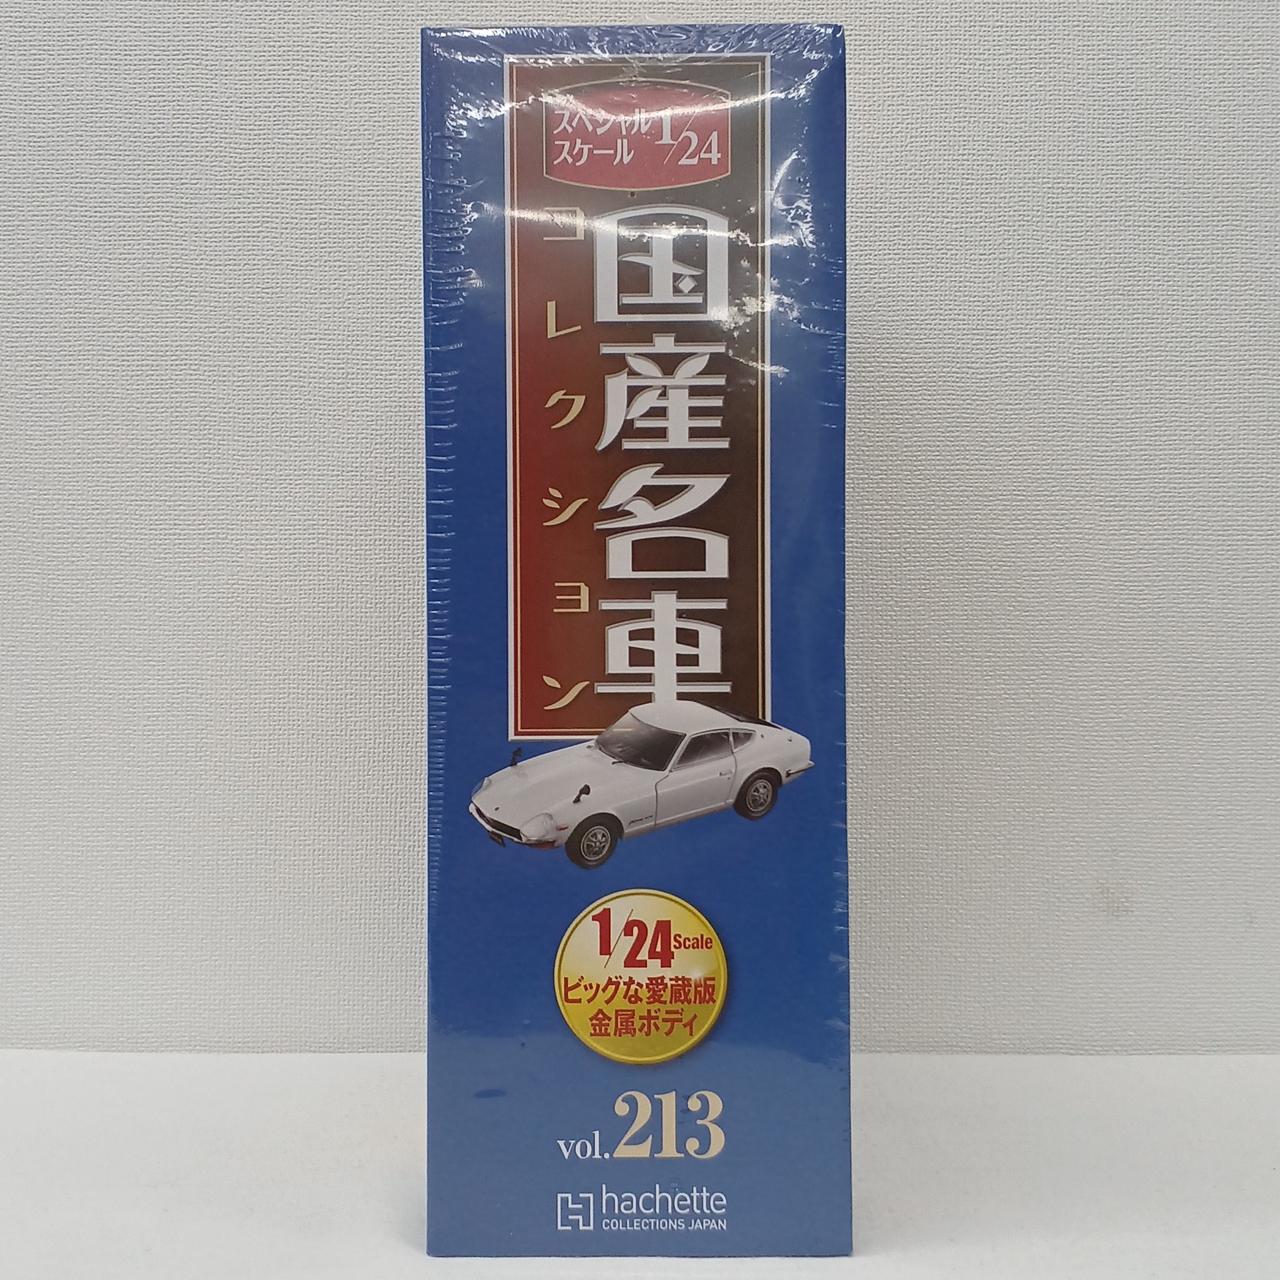 スペシャル
スケール
1/24
国産名車
コレクション
1/24 Scale
ビッグな愛蔵版
金属ボディ
vol.213
hachette
COLLECTIONS JAPAN